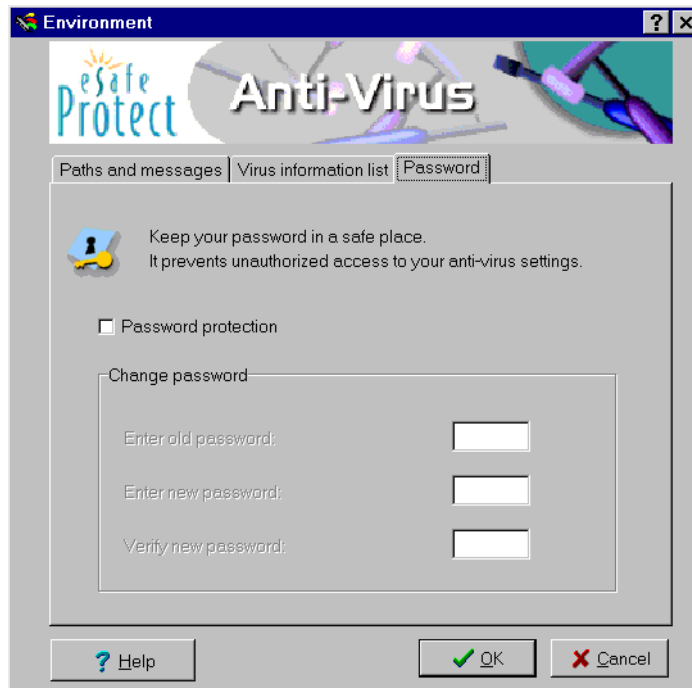 Environment
eSafe
Protect
Anti-Virus
Paths and messages
Virus information list
Password
Keep your password in a safe place.
It prevents unauthorized access to your anti-virus settings.
Password protection
Change password
Enter old password:
Enter new password:
Verify new password:
? Help
OK
Cancel